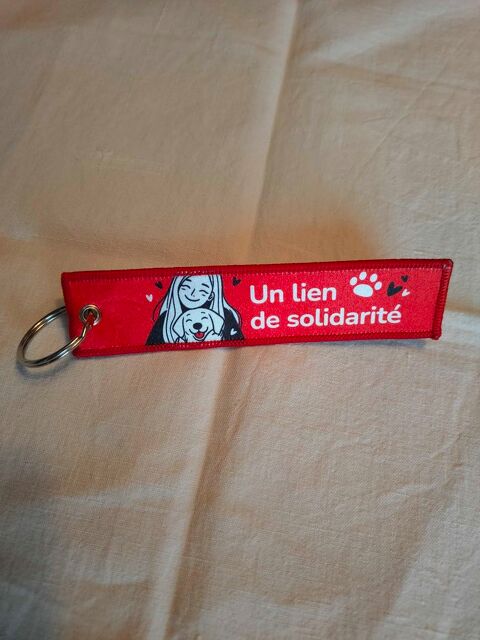 Un lien
de solidarité